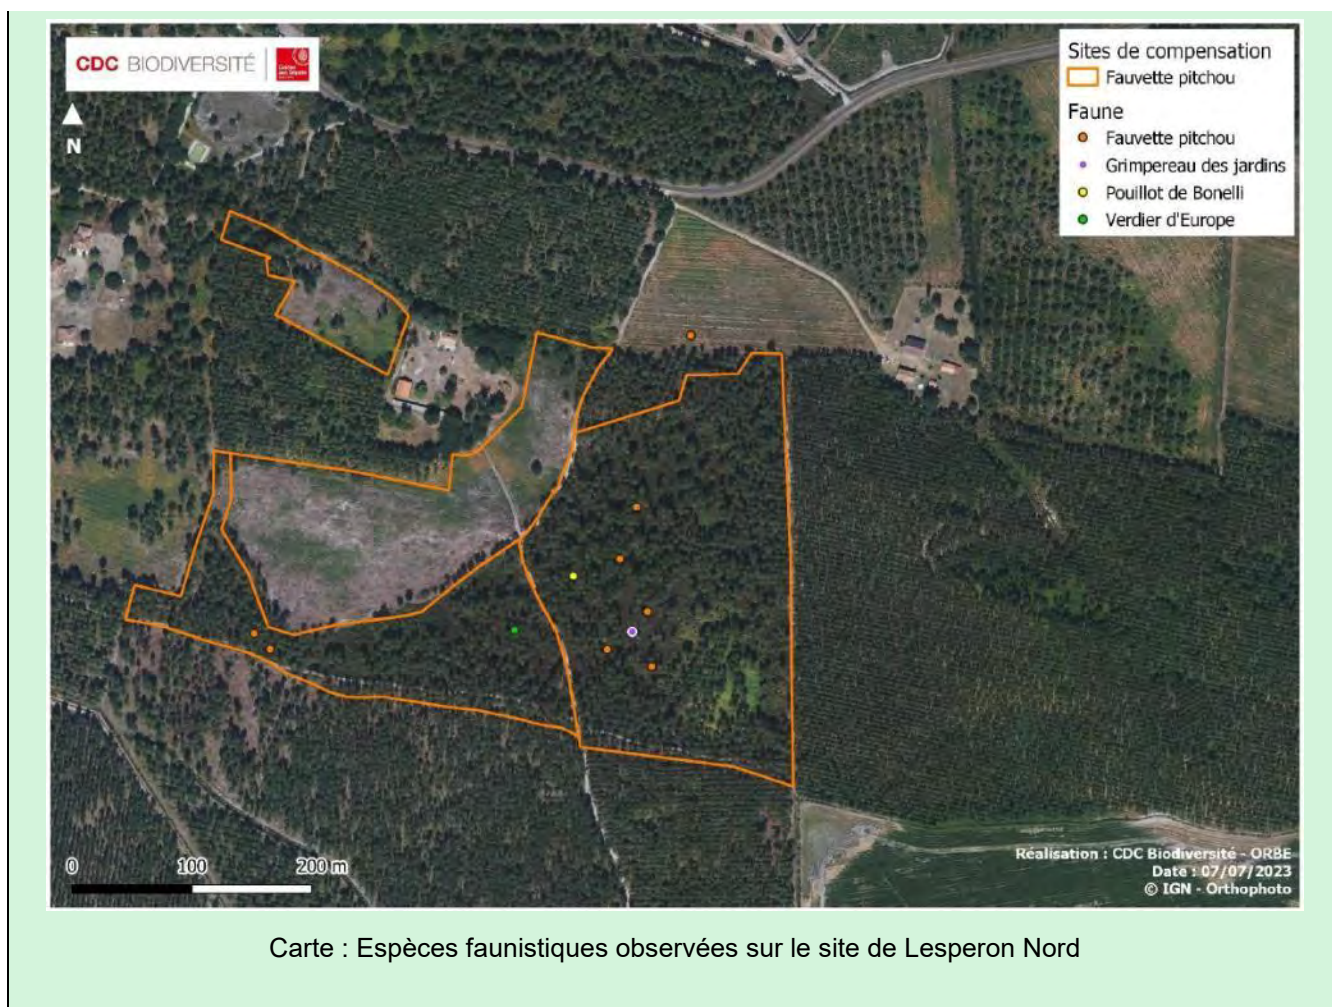 CDC BIODIVERSITÉ
N
Sites de compensation
Fauvette pitchou
Faune
Fauvette pitchou
Grimpereau des jardins
Pouillot de Bonelli
Verdier d'Europe
0 100 200 m
Réalisation : CDC Biodiversité - ORBE
Date : 07/07/2023
© IGN - Orthophoto
Carte : Espèces faunistiques observées sur le site de Lesperon Nord